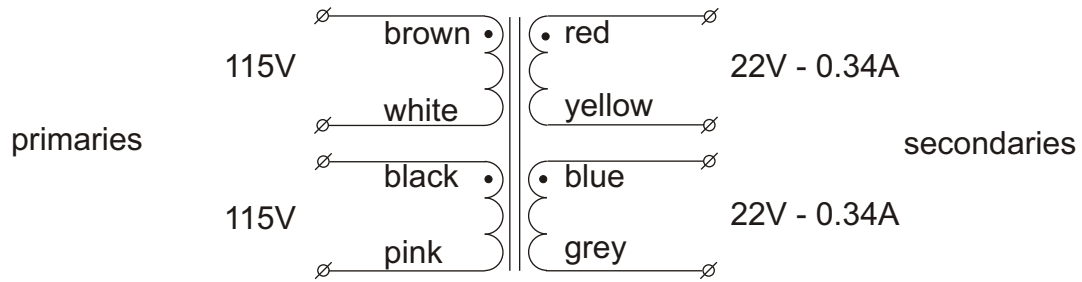 brown
red
115V
22V - 0.34A
white
yellow
primaries
secondaries
black
blue
115V
22V - 0.34A
pink
grey